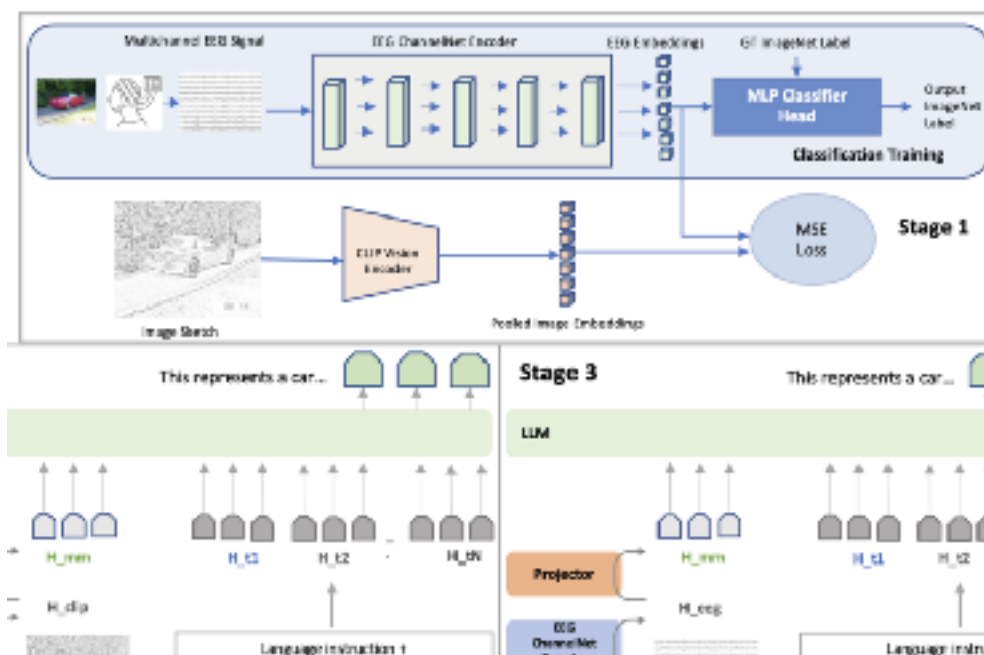 Multichannel EEG Signal
EEG ChannelNet Encoder
EEG Embeddings
GT ImageNet Label
MLP Classifier
Head
Output
ImageNet
Label
Classification Training
CLIP Vision
Encoder
MSE
Loss
Stage 1
Image Sketch
Pooled Image Embeddings
This represents a car...
LLM
H_mm
H_t1
H_t2
H_tN
H_clip
Language instruction +
Stage 3
This represents a car...
H_mm
H_t1
H_t2
Projector
H_eeg
EEG
ChannelNet
Language